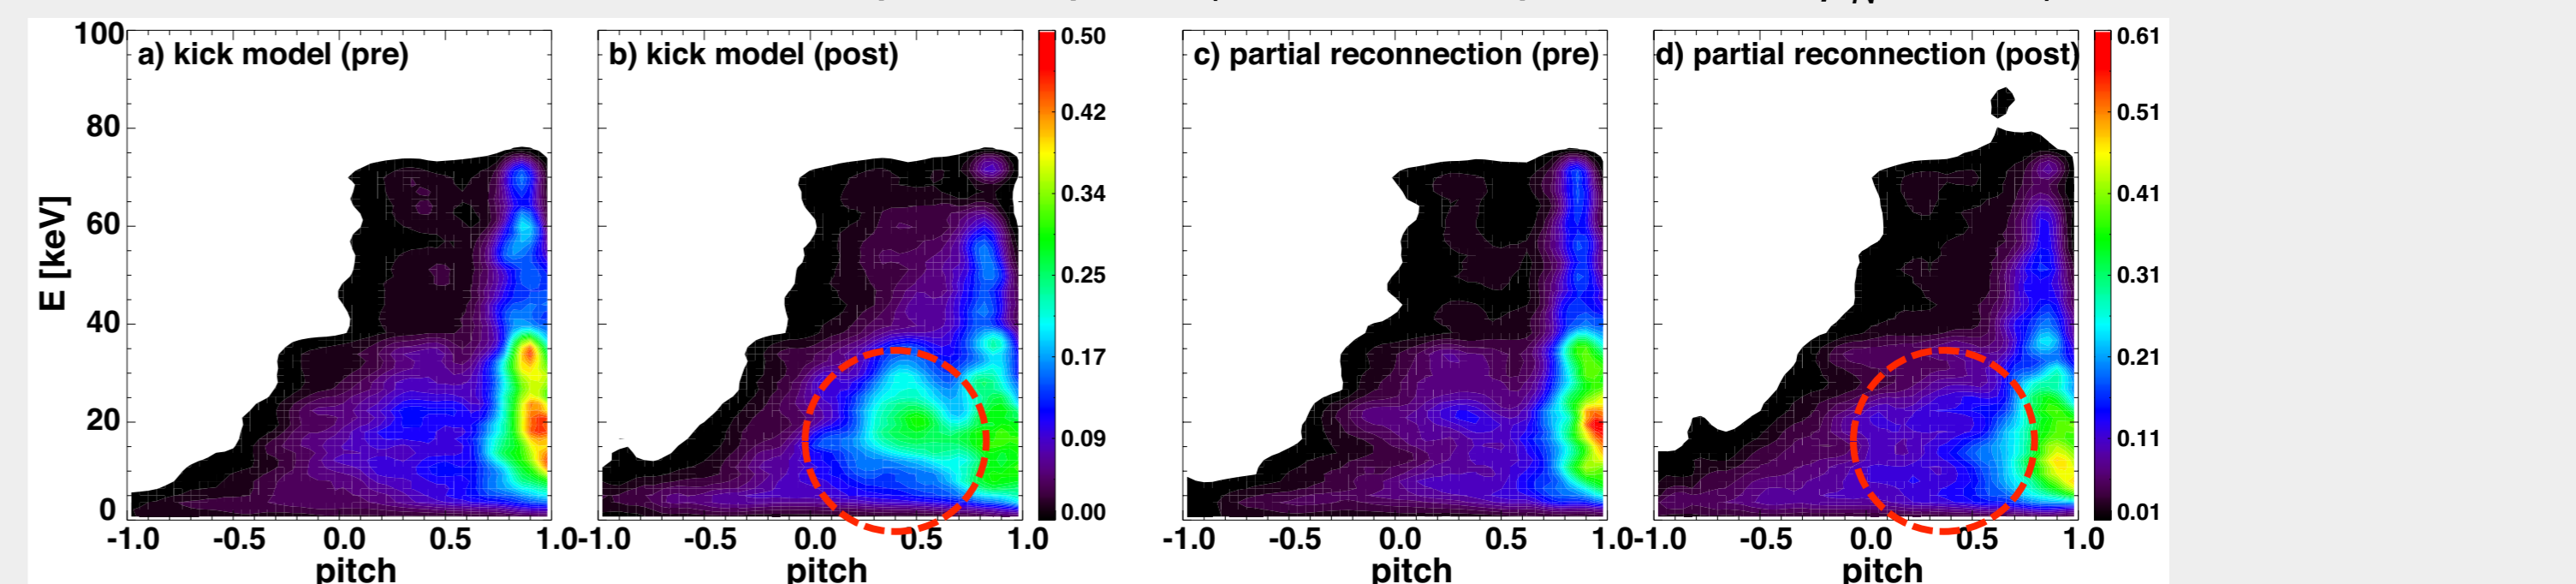 a) kick model (pre)
b) kick model (post)
c) partial reconnection (pre)
d) partial reconnection (post)
E [keV]
100
80
60
40
20
0
0.50
0.42
0.34
0.25
0.17
0.09
0.00
0.61
0.51
0.41
0.31
0.21
0.11
0.01
-1.0 -0.5 0.0 0.5 1.0
-1.0 -0.5 0.0 0.5 1.0
-1.0 -0.5 0.0 0.5 1.0
-1.0 -0.5 0.0 0.5 1.0
pitch
pitch
pitch
pitch